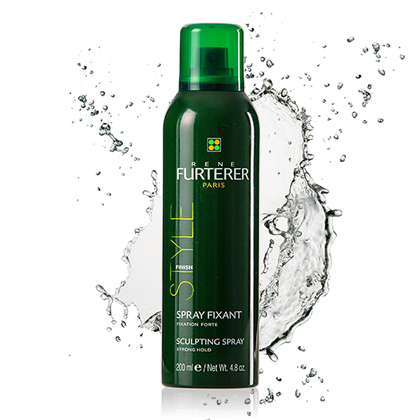 RENE
FURTERER
PARIS
STYLE
FINISH
SPRAY FIXANT
FIXATION FORTE
SCULPTING SPRAY
STRONG HOLD
200 ml e / Net Wt. 4.8 oz.